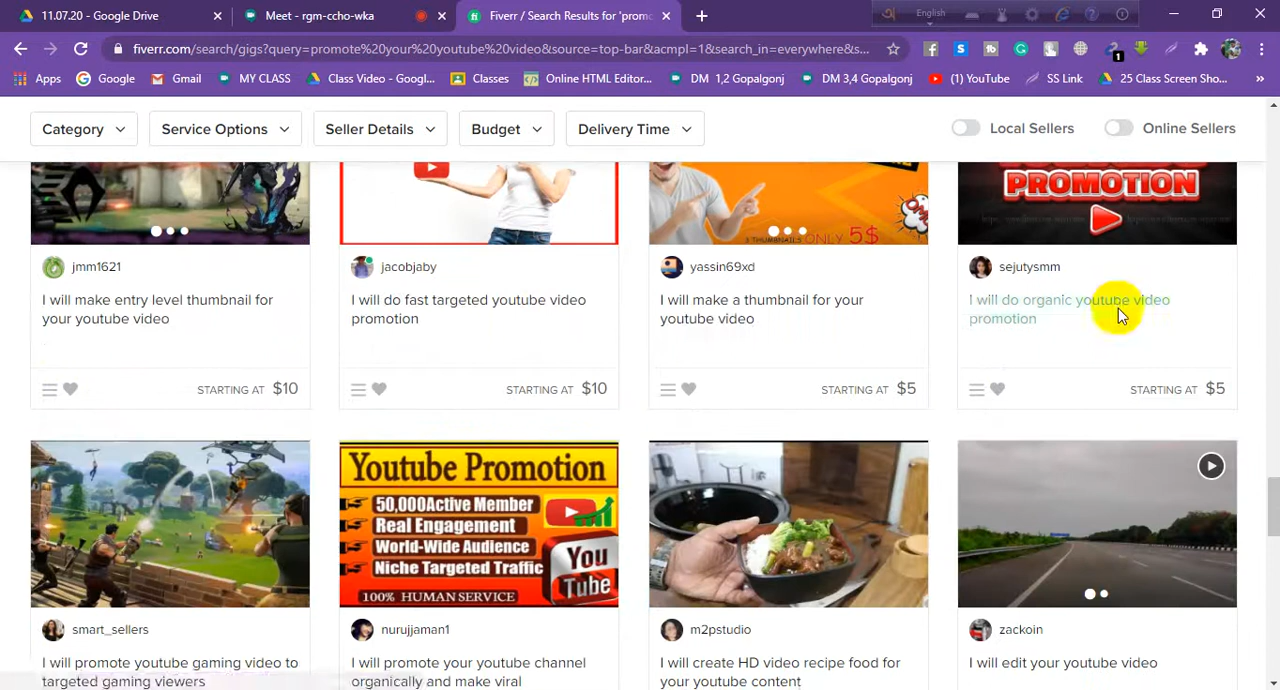 11.07.20 - Google Drive
Meet - rgm-ccho-wka
Fiverr / Search Results for 'promo
English
fiverr.com/search/gigs?query=promote%20your%20youtube%20video&source=top-bar&acmpl=1&search_in=everywhere&s...
1
Apps
Google
Gmail
MY CLASS
Class Video - Googl...
Classes
Online HTML Editor...
DM 1,2 Gopalgonj
DM 3,4 Gopalgonj
(1) YouTube
SS Link
25 Class Screen Sho...
»
Category
Service Options
Seller Details
Budget
Delivery Time
Local Sellers
Online Sellers
3 THUMBNAILS ONLY 5$
PROMOTION
jmm1621
jacobjaby
yassin69xd
sejutysmm
I will make entry level thumbnail for
your youtube video
I will do fast targeted youtube video
promotion
I will make a thumbnail for your
youtube video
I will do organic youtube video
promotion
STARTING AT $10
STARTING AT $10
STARTING AT $5
STARTING AT $5
Youtube Promotion
50,000Active Member
Real Engagement
World-Wide Audience
Niche Targeted Traffic
100% HUMAN SERVICE
You
Tube
smart_sellers
nurujjaman1
m2pstudio
zackoin
I will promote youtube gaming video to
targeted gaming viewers
I will promote your youtube channel
organically and make viral
I will create HD video recipe food for
your youtube content
I will edit your youtube video